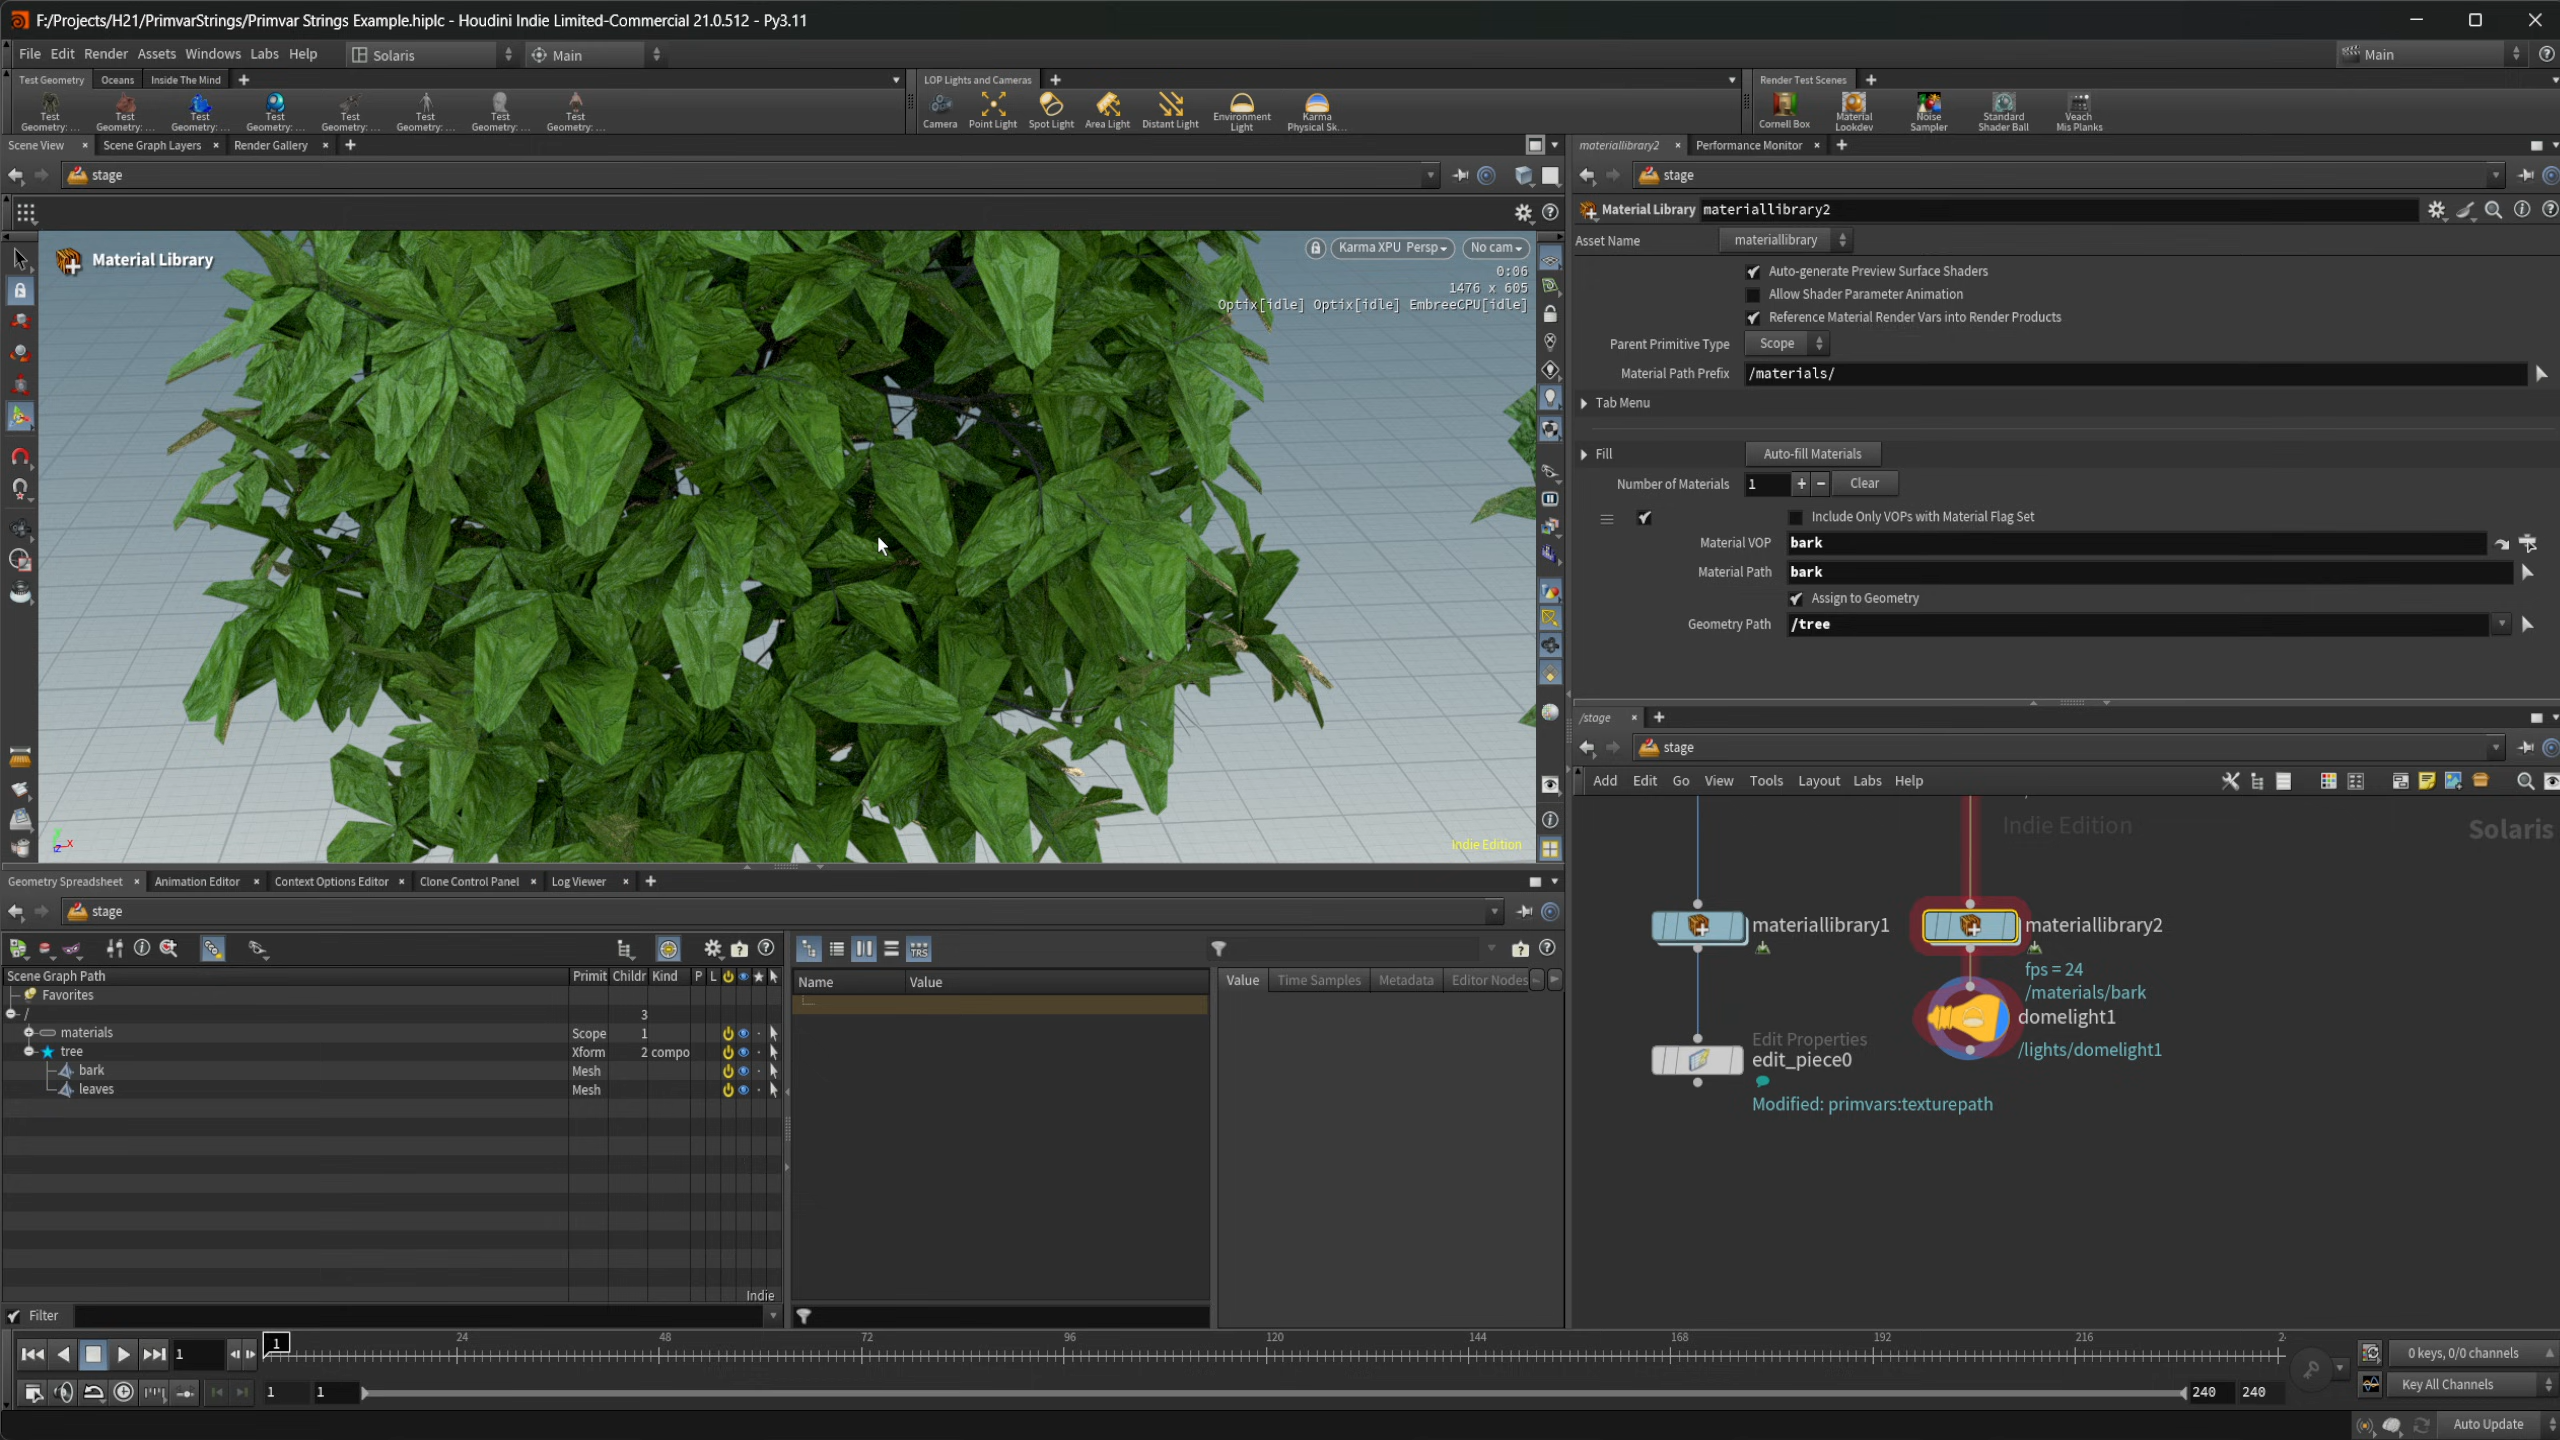 F:/Projects/H21/PrimvarStrings/Primvar Strings Example.hiplc - Houdini Indie Limited-Commercial 21.0.512 - Py3.11
File Edit Render Assets Windows Labs Help Solaris Main Main
Test Geometry Oceans Inside The Mind LOP Lights and Cameras Render Test Scenes
Test Geometry: ... Test Geometry: ... Test Geometry: ... Test Geometry: ... Test Geometry: ... Test Geometry: ... Test Geometry: ... Test Geometry: ...
Camera Point Light Spot Light Area Light Distant Light Environment Light Karma Physical Sk...
Cornell Box Material Lookdev Noise Sampler Standard Shader Ball Veach Mis Planks
Scene View Scene Graph Layers Render Gallery
stage
Material Library
Karma XPU Persp No cam
0:06
1476 x 605
Optix[idle] Optix[idle] EmbreeCPU[idle]
Indie Edition
materiallibrary2 Performance Monitor
stage
Material Library materiallibrary2
Asset Name materiallibrary
Auto-generate Preview Surface Shaders
Allow Shader Parameter Animation
Reference Material Render Vars into Render Products
Parent Primitive Type Scope
Material Path Prefix /materials/
Tab Menu
Fill Auto-fill Materials
Number of Materials 1 + - Clear
Include Only VOPs with Material Flag Set
Material VOP bark
Material Path bark
Assign to Geometry
Geometry Path /tree
/stage
stage
Add Edit Go View Tools Layout Labs Help
Indie Edition Solaris
materiallibrary1
materiallibrary2
fps = 24
/materials/bark
domelight1
/lights/domelight1
Edit Properties
edit_piece0
Modified: primvars:texturepath
Geometry Spreadsheet Animation Editor Context Options Editor Clone Control Panel Log Viewer
stage
Scene Graph Path Primit Childr Kind P L
Favorites
/ 3
materials Scope 1
tree Xform 2 compo
bark Mesh
leaves Mesh
Indie
Filter
Name Value
Value Time Samples Metadata Editor Nodes
1 1 24 48 72 96 120 144 168 192 216 2
0 keys, 0/0 channels
1 1 240 240
Key All Channels
Auto Update